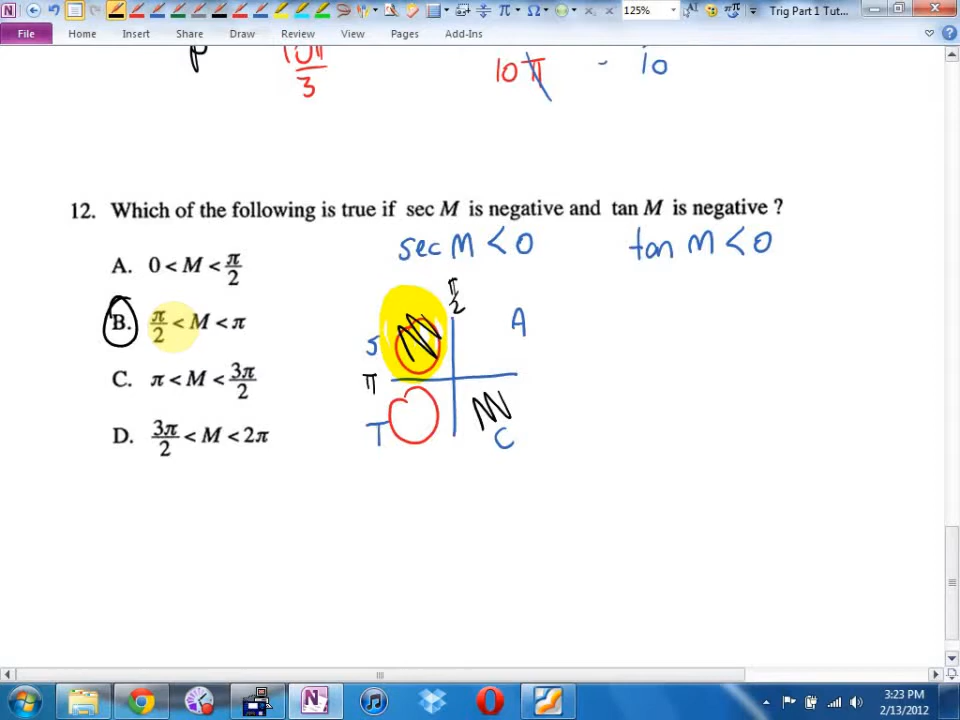 125%
Trig Part 1 Tut...
File Home Insert Share Draw Review View Pages Add-Ins
10π
3
10π
10
12. Which of the following is true if sec M is negative and tan M is negative ?
sec M < 0
tan M < 0
A. 0 < M < π/2
π/2
B. π/2 < M < π
S
A
π
C. π < M < 3π/2
T
C
D. 3π/2 < M < 2π
3:23 PM
2/13/2012